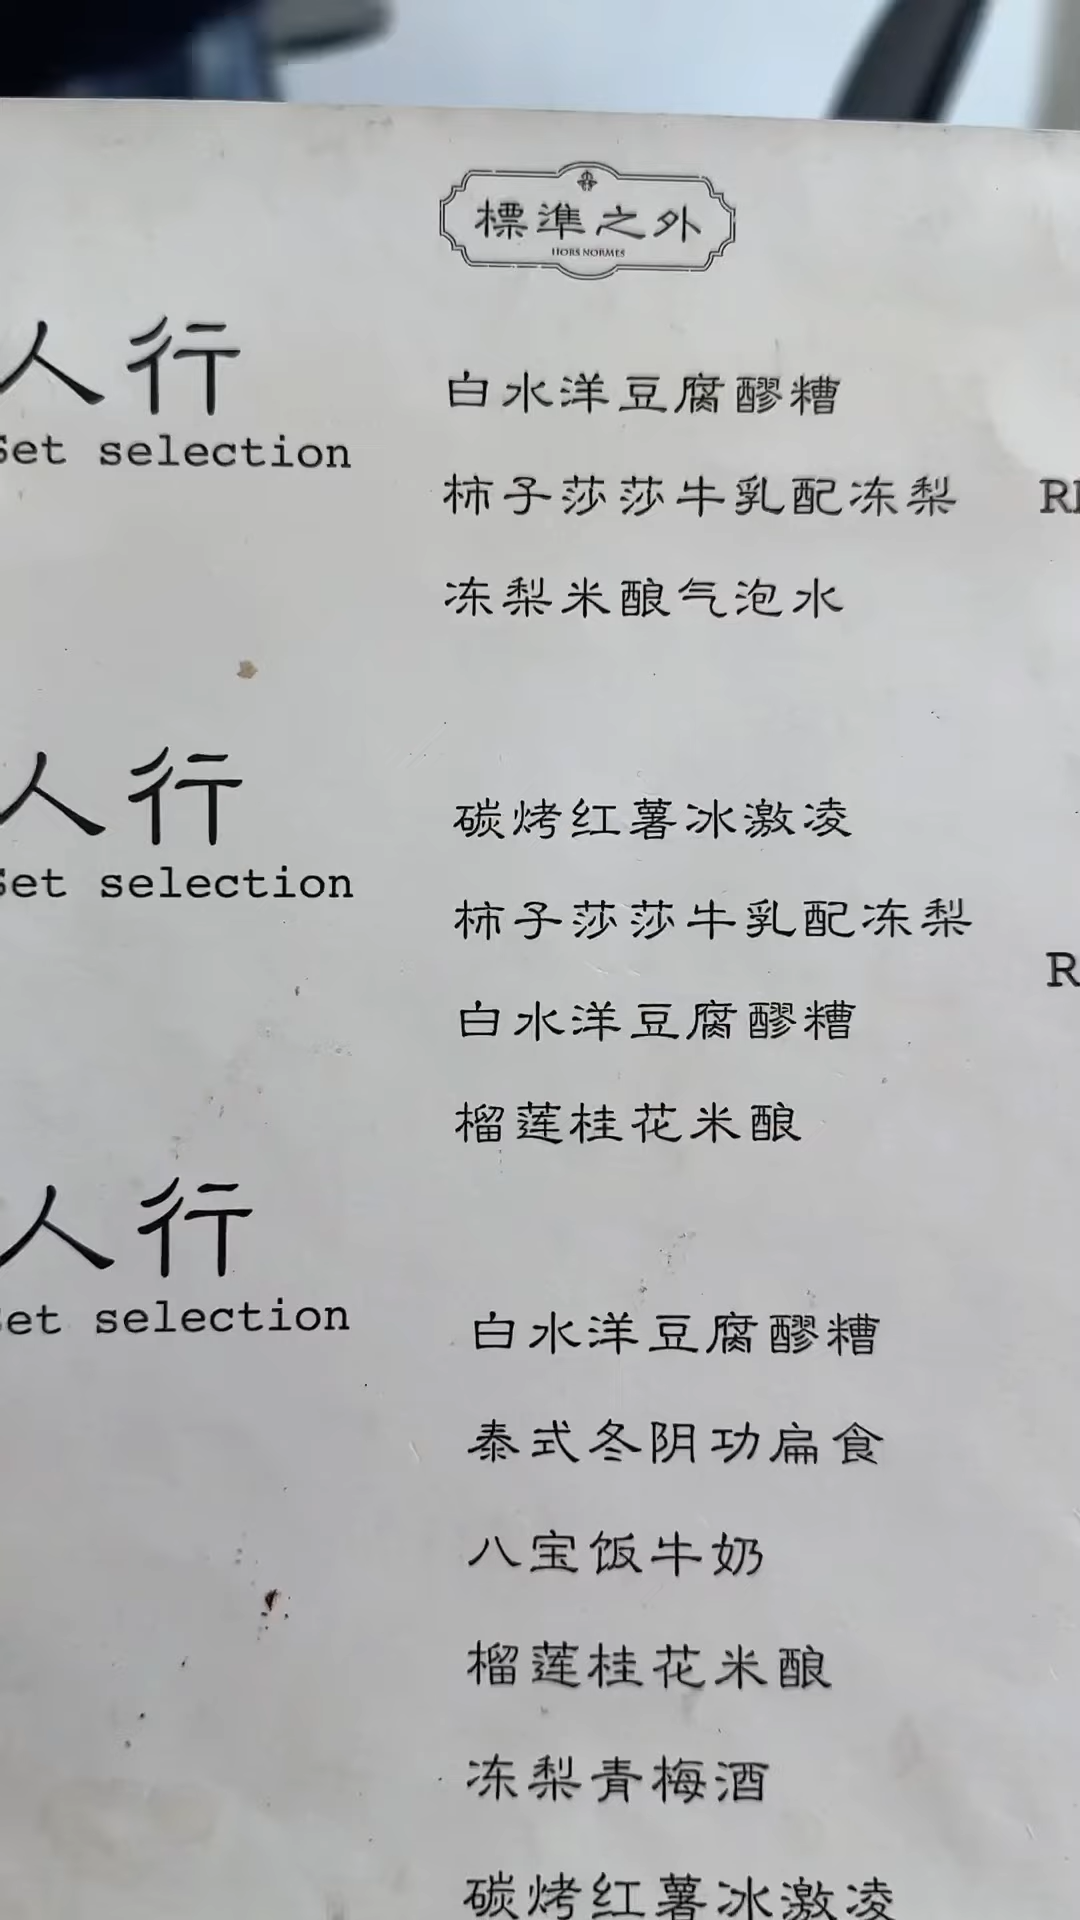 標準之外
HORS NORMES
人行
Set selection
白水洋豆腐醪糟
柿子莎莎牛乳配冻梨
冻梨米酿气泡水
人行
Set selection
碳烤红薯冰激凌
柿子莎莎牛乳配冻梨
白水洋豆腐醪糟
榴莲桂花米酿
人行
Set selection
白水洋豆腐醪糟
泰式冬阴功扁食
八宝饭牛奶
榴莲桂花米酿
冻梨青梅酒
碳烤红薯冰激凌